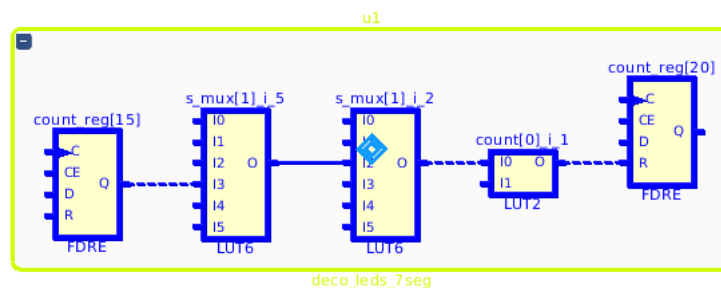 u1
count_reg[15]
C
CE
D
R
Q
FDRE
s_mux[1]_i_5
I0
I1
I2
I3
I4
I5
O
LUT6
s_mux[1]_i_2
I0
I2
I3
I4
I5
O
LUT6
count[0]_i_1
I0
I1
O
LUT2
count_reg[20]
C
CE
D
R
Q
FDRE
deco_leds_7seg